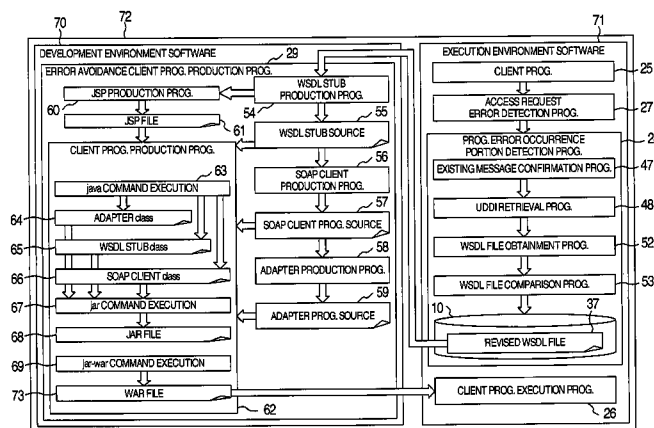 70
72
71
DEVELOPMENT ENVIRONMENT SOFTWARE
29
ERROR AVOIDANCE CLIENT PROG. PRODUCTION PROG.
60
JSP PRODUCTION PROG.
JSP FILE
61
CLIENT PROG. PRODUCTION PROG.
63
java COMMAND EXECUTION
64
ADAPTER class
65
WSDL STUB class
66
SOAP CLIENT class
67
jar COMMAND EXECUTION
68
JAR FILE
69
jar-war COMMAND EXECUTION
73
WAR FILE
62
WSDL STUB
PRODUCTION PROG.
54
55
WSDL STUB SOURCE
56
SOAP CLIENT
PRODUCTION PROG.
57
SOAP CLIENT PROG. SOURCE
58
ADAPTER PRODUCTION PROG.
59
ADAPTER PROG. SOURCE
EXECUTION ENVIRONMENT SOFTWARE
CLIENT PROG.
25
ACCESS REQUEST
ERROR DETECTION PROG.
27
2
PROG. ERROR OCCURRENCE
PORTION DETECTION PROG.
47
EXISTING MESSAGE CONFIRMATION PROG.
UDDI RETRIEVAL PROG.
48
WSDL FILE OBTAINMENT PROG.
52
WSDL FILE COMPARISON PROG.
53
10
37
REVISED WSDL FILE
CLIENT PROG. EXECUTION PROG.
26